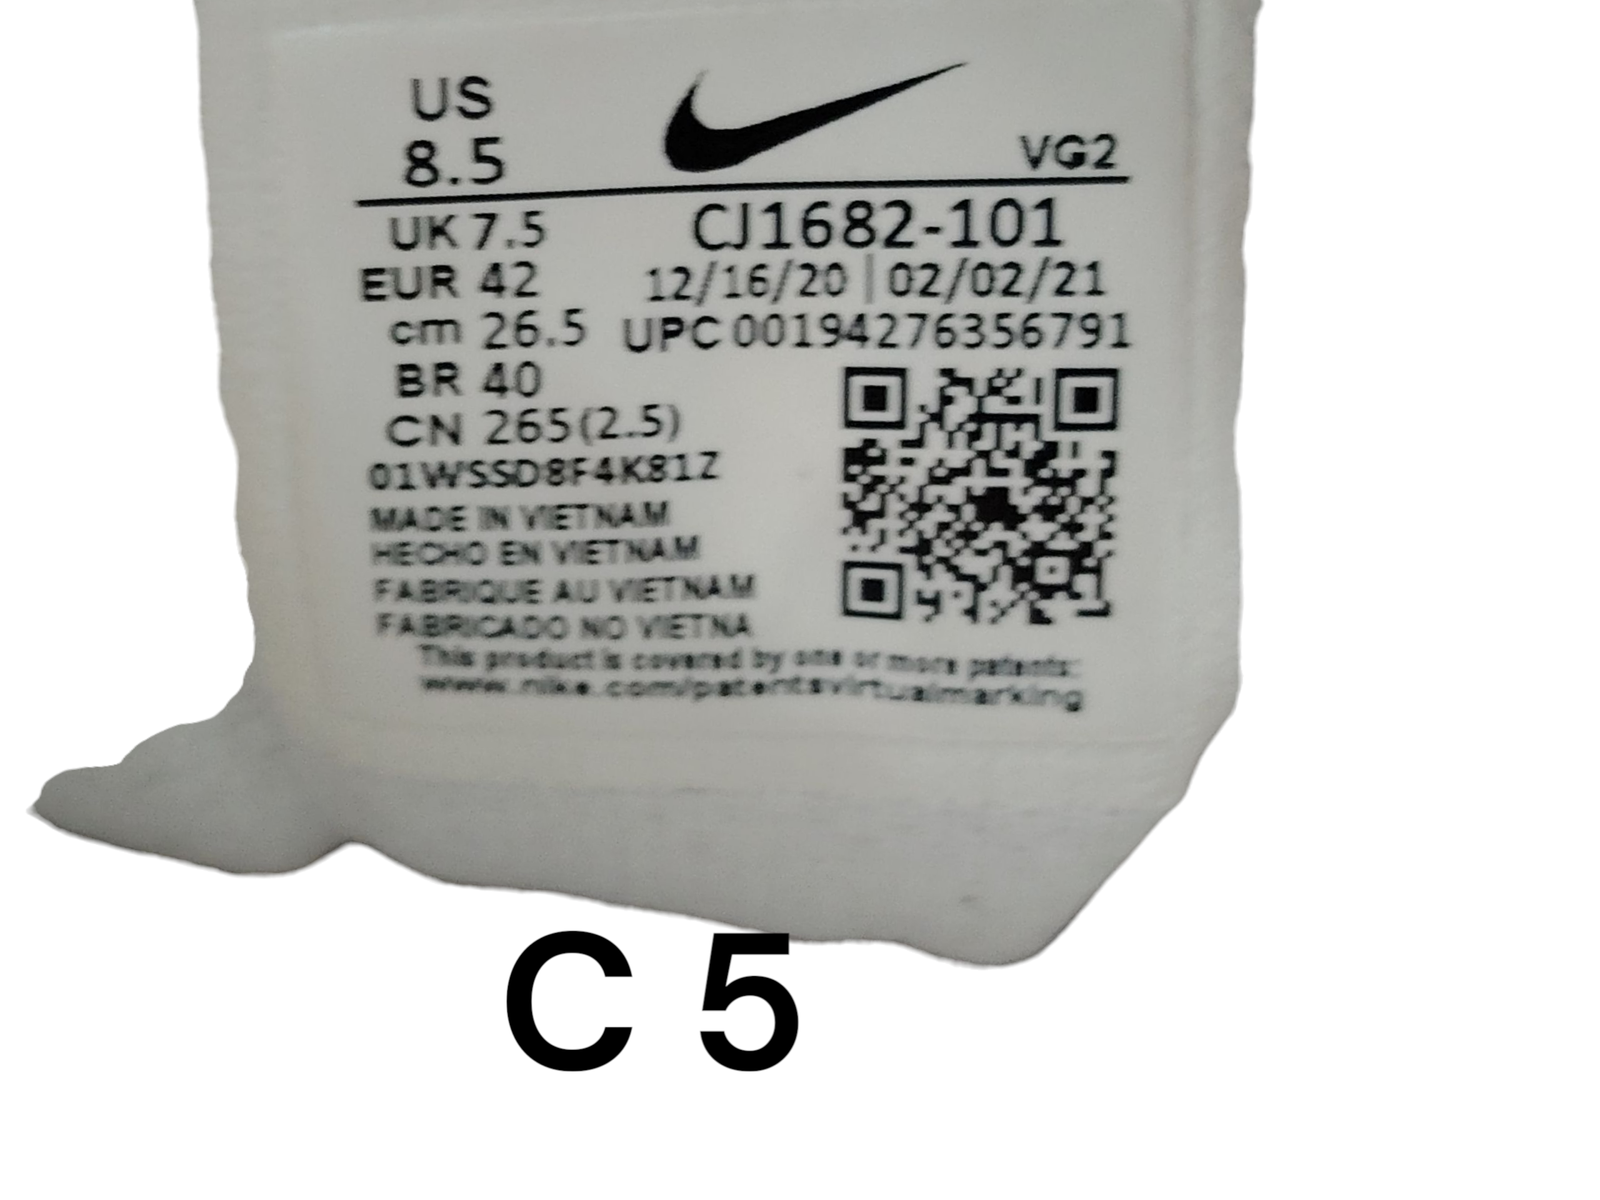 US
8.5
VG2
UK 7.5
CJ1682-101
EUR 42
12/16/20 | 02/02/21
cm 26.5
UPC 00194276356791
BR 40
CN 265(2.5)
01WSSD8F4K81Z
MADE IN VIETNAM
HECHO EN VIETNAM
FABRIQUE AU VIETNAM
FABRICADO NO VIETNA
This product is covered by one or more patents:
www.nike.com/patentsvirtualmarking
C 5